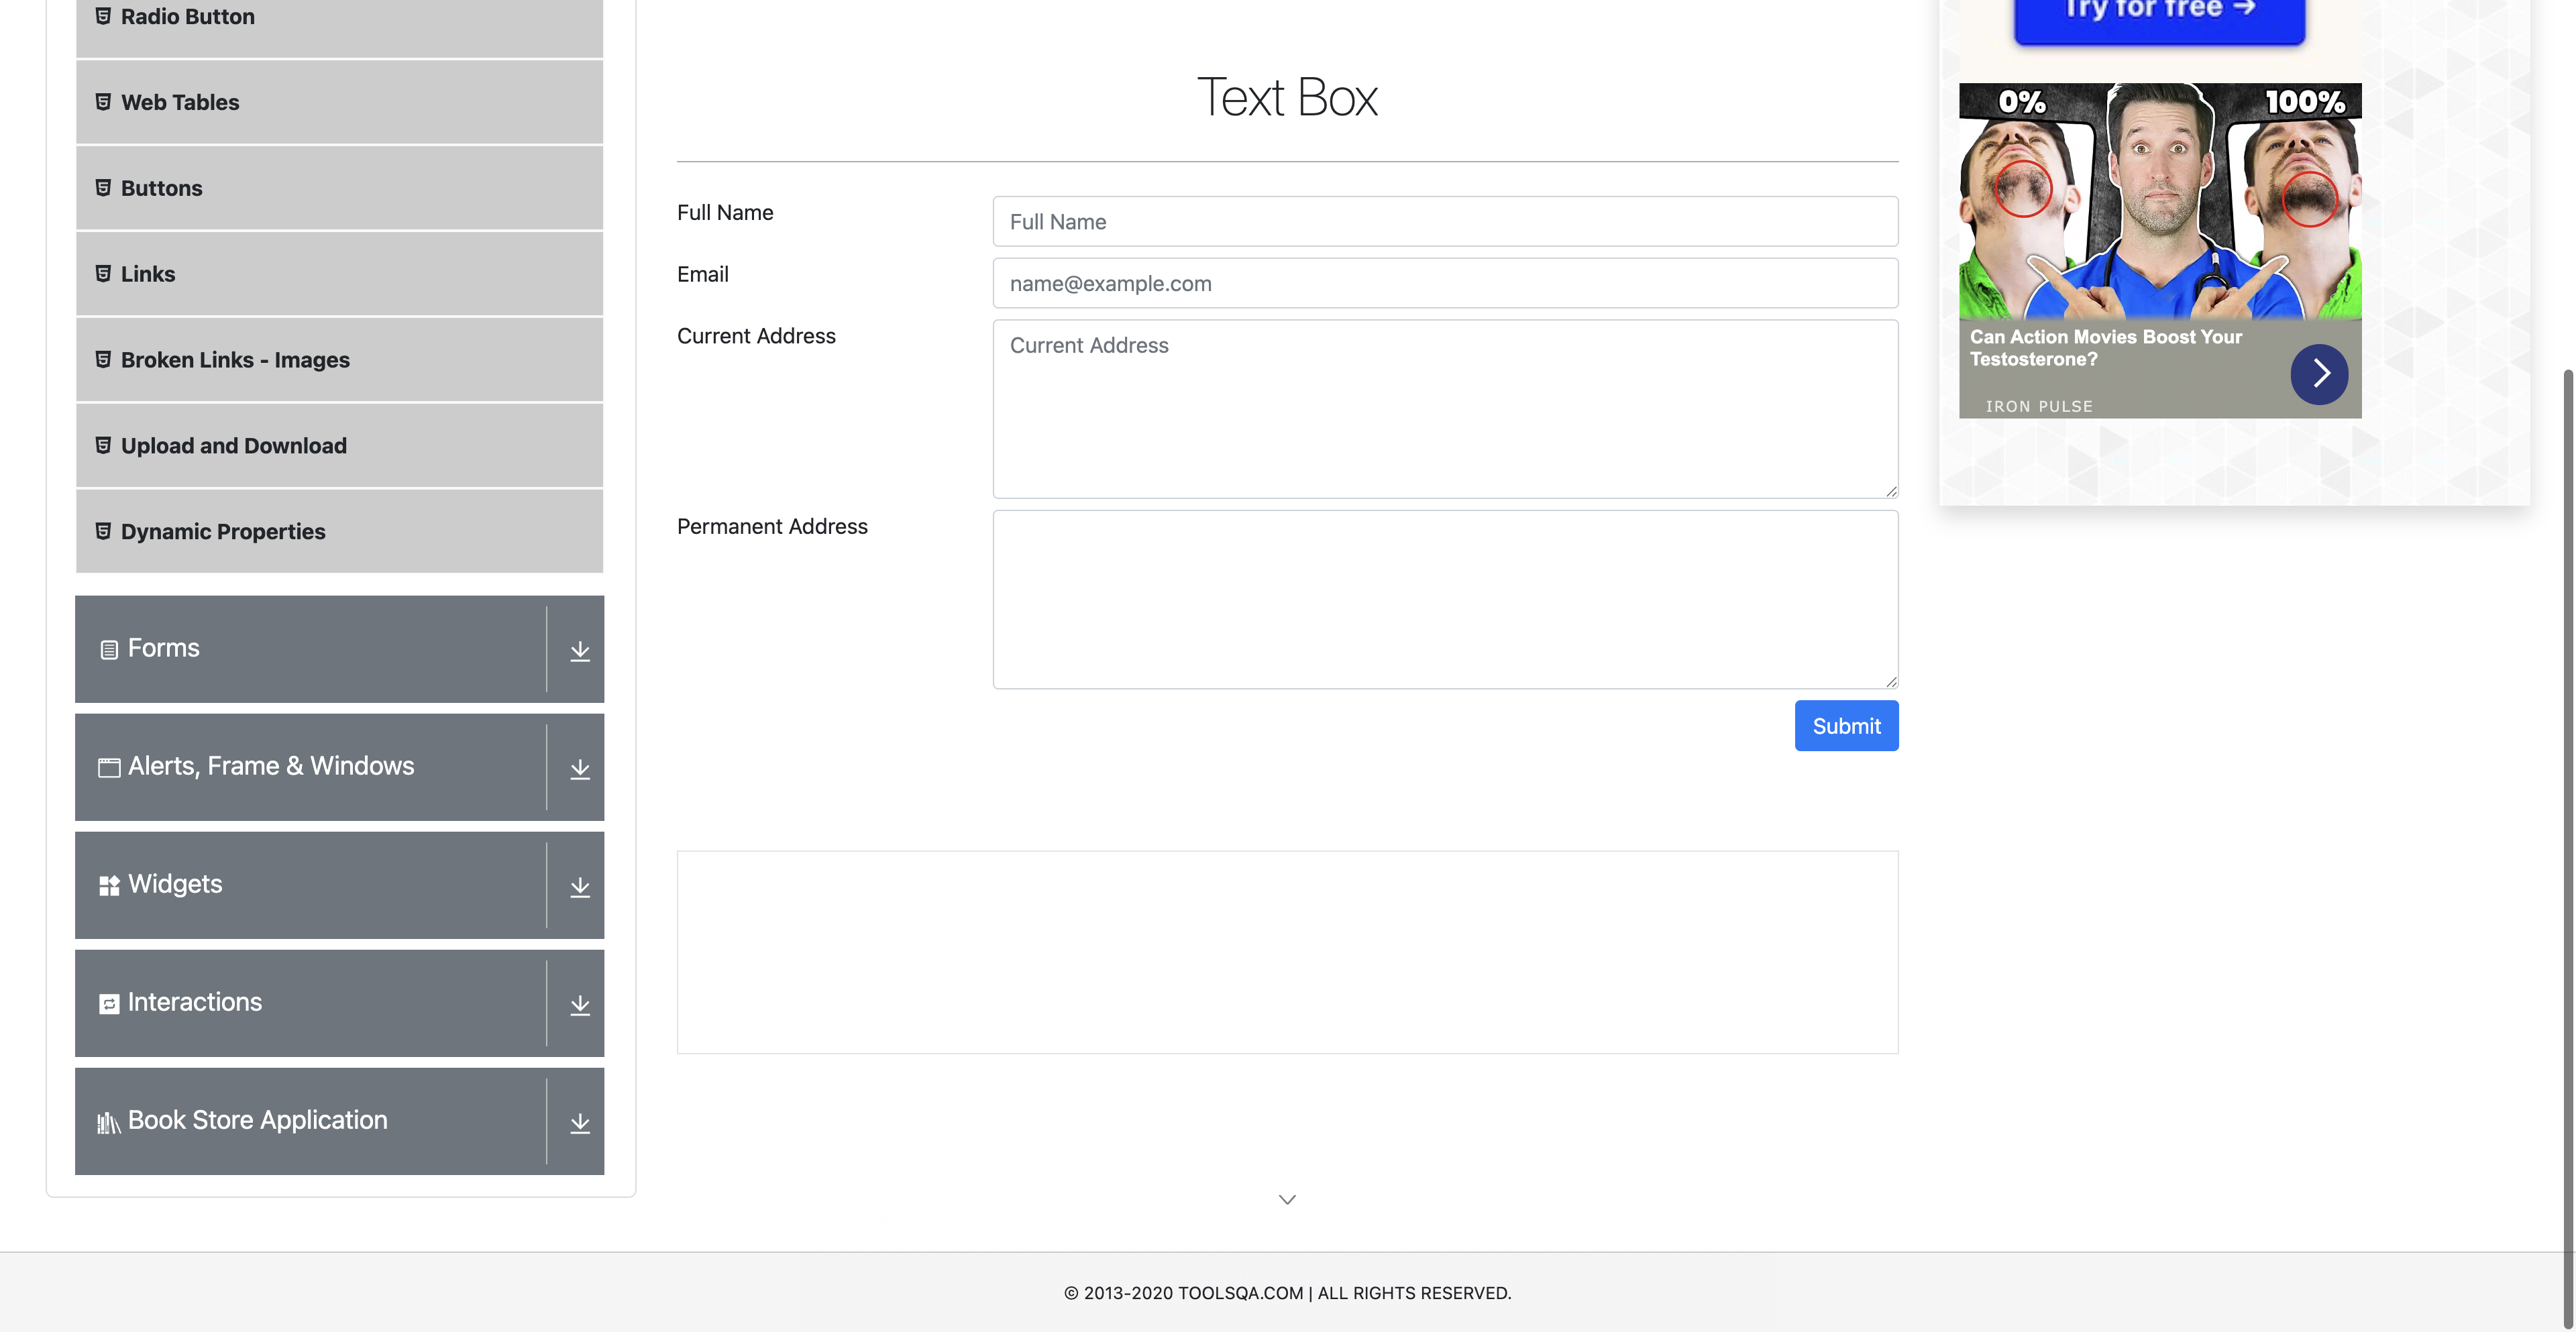 Radio Button
Web Tables
Buttons
Links
Broken Links - Images
Upload and Download
Dynamic Properties
Forms
Alerts, Frame & Windows
Widgets
Interactions
Book Store Application
Text Box
Full Name
Full Name
Email
name@example.com
Current Address
Current Address
Permanent Address
Submit
Try for free →
0%
100%
Can Action Movies Boost Your
Testosterone?
IRON PULSE
© 2013-2020 TOOLSQA.COM | ALL RIGHTS RESERVED.